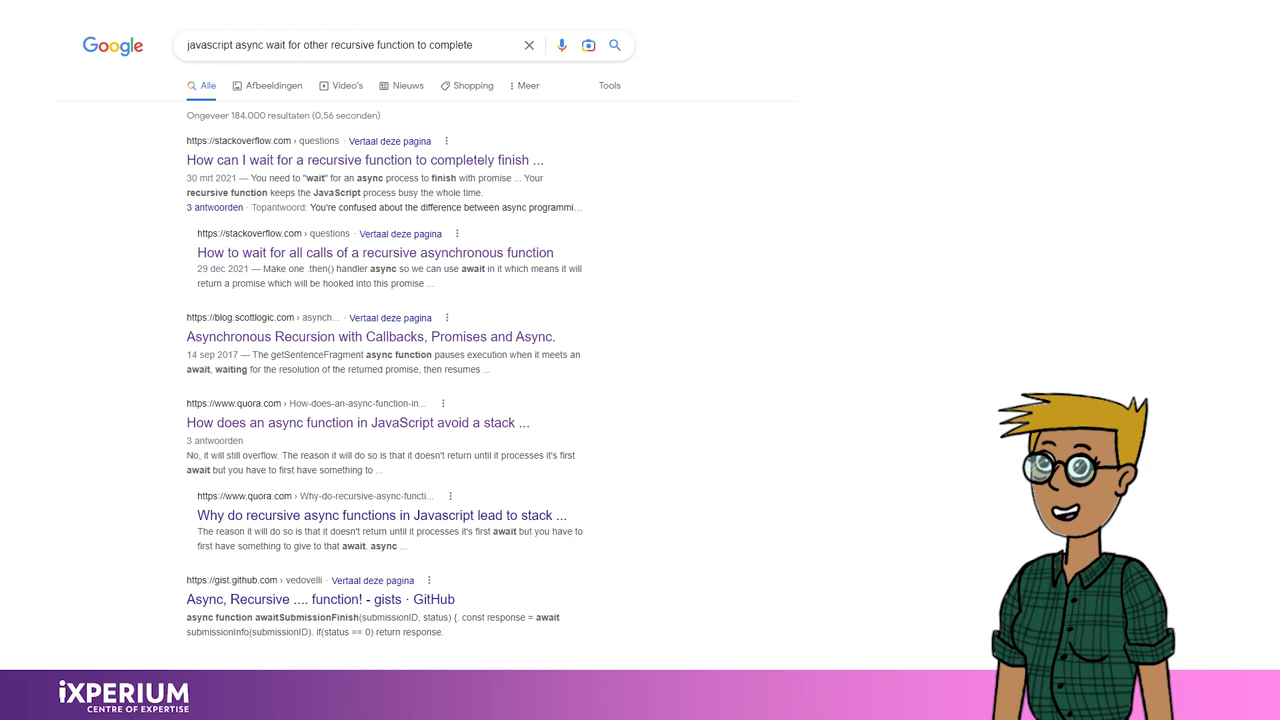 Google
javascript async wait for other recursive function to complete
Alle Afbeeldingen Video's Nieuws Shopping Meer Tools
Ongeveer 184.000 resultaten (0,56 seconden)
https://stackoverflow.com › questions · Vertaal deze pagina
How can I wait for a recursive function to completely finish ...
30 mrt 2021 — You need to "wait" for an async process to finish with promise ... Your
recursive function keeps the JavaScript process busy the whole time.
3 antwoorden · Topantwoord: You're confused about the difference between async programmi...
https://stackoverflow.com › questions · Vertaal deze pagina
How to wait for all calls of a recursive asynchronous function
29 dec 2021 — Make one .then() handler async so we can use await in it which means it will
return a promise which will be hooked into this promise ...
https://blog.scottlogic.com › asynch... · Vertaal deze pagina
Asynchronous Recursion with Callbacks, Promises and Async.
14 sep 2017 — The getSentenceFragment async function pauses execution when it meets an
await, waiting for the resolution of the returned promise, then resumes ...
https://www.quora.com › How-does-an-async-function-in...
How does an async function in JavaScript avoid a stack ...
3 antwoorden
No, it will still overflow. The reason it will do so is that it doesn't return until it processes it's first
await but you have to first have something to ...
https://www.quora.com › Why-do-recursive-async-functi...
Why do recursive async functions in Javascript lead to stack ...
The reason it will do so is that it doesn't return until it processes it's first await but you have to
first have something to give to that await. async ...
https://gist.github.com › vedovelli · Vertaal deze pagina
Async, Recursive .... function! - gists · GitHub
async function awaitSubmissionFinish(submissionID, status) {. const response = await
submissionInfo(submissionID). if(status == 0) return response.
iXPERIUM
CENTRE OF EXPERTISE